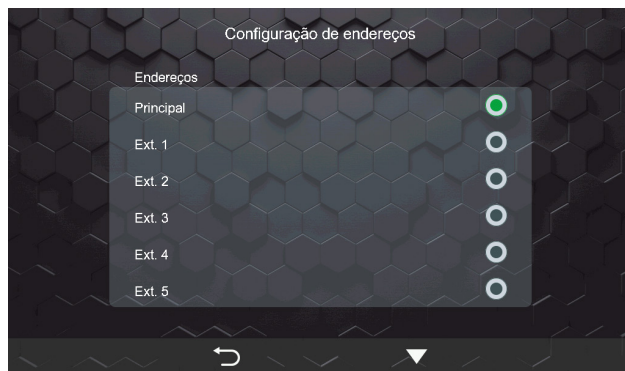 Configuração de endereços
Endereços
Principal
Ext. 1
Ext. 2
Ext. 3
Ext. 4
Ext. 5